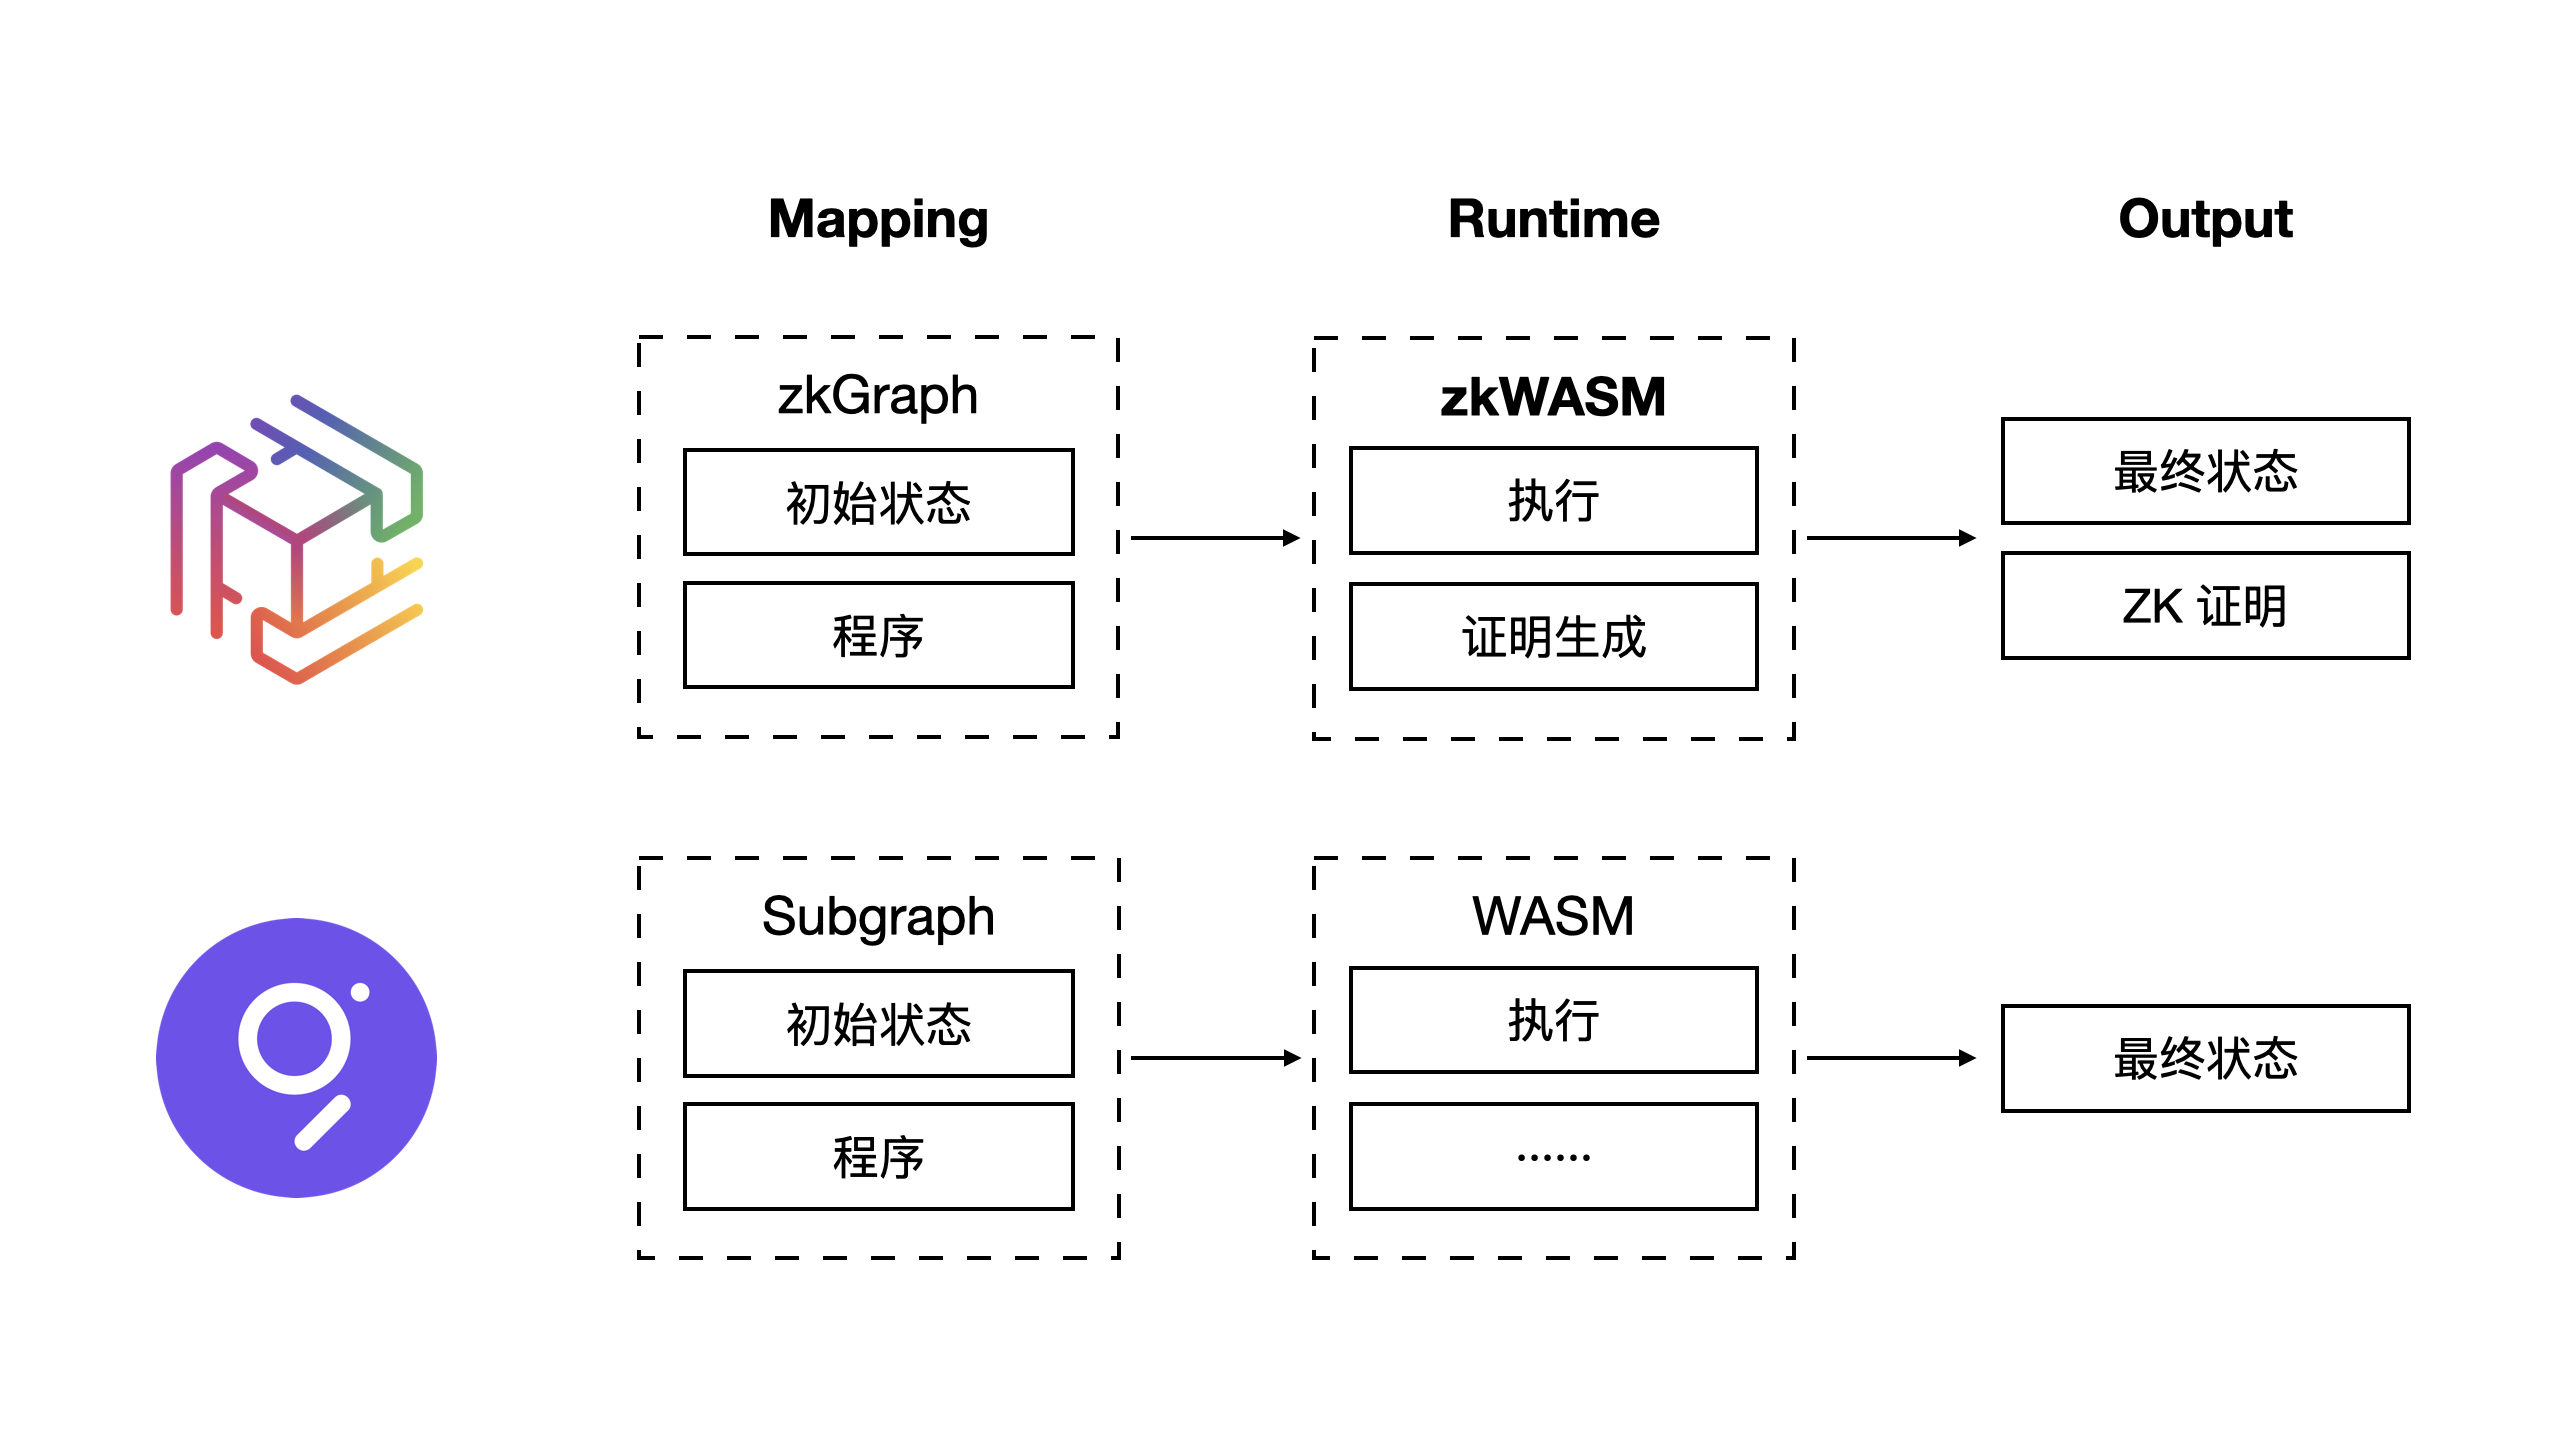 Mapping
Runtime
Output
zkGraph
初始状态
程序
zkWASM
执行
证明生成
最终状态
ZK 证明
Subgraph
初始状态
程序
WASM
执行
……
最终状态